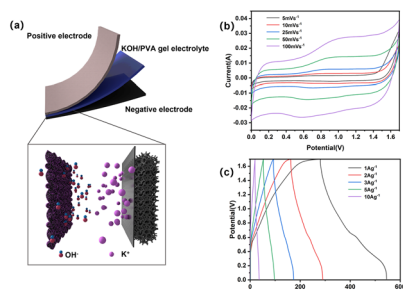 (a)
Positive electrode
KOH/PVA gel electrolyte
Negative electrode
OH⁻
K⁺
(b)
5mVs⁻¹
10mVs⁻¹
25mVs⁻¹
50mVs⁻¹
100mVs⁻¹
Current(A)
0.04
0.03
0.02
0.01
0.00
-0.01
-0.02
-0.03
0.0 0.2 0.4 0.6 0.8 1.0 1.2 1.4 1.6
Potential(V)
(c)
1Ag⁻¹
2Ag⁻¹
3Ag⁻¹
5Ag⁻¹
10Ag⁻¹
Potential(V)
1.6
1.4
1.2
1.0
0.8
0.6
0.4
0.2
0.0
0 200 400 600